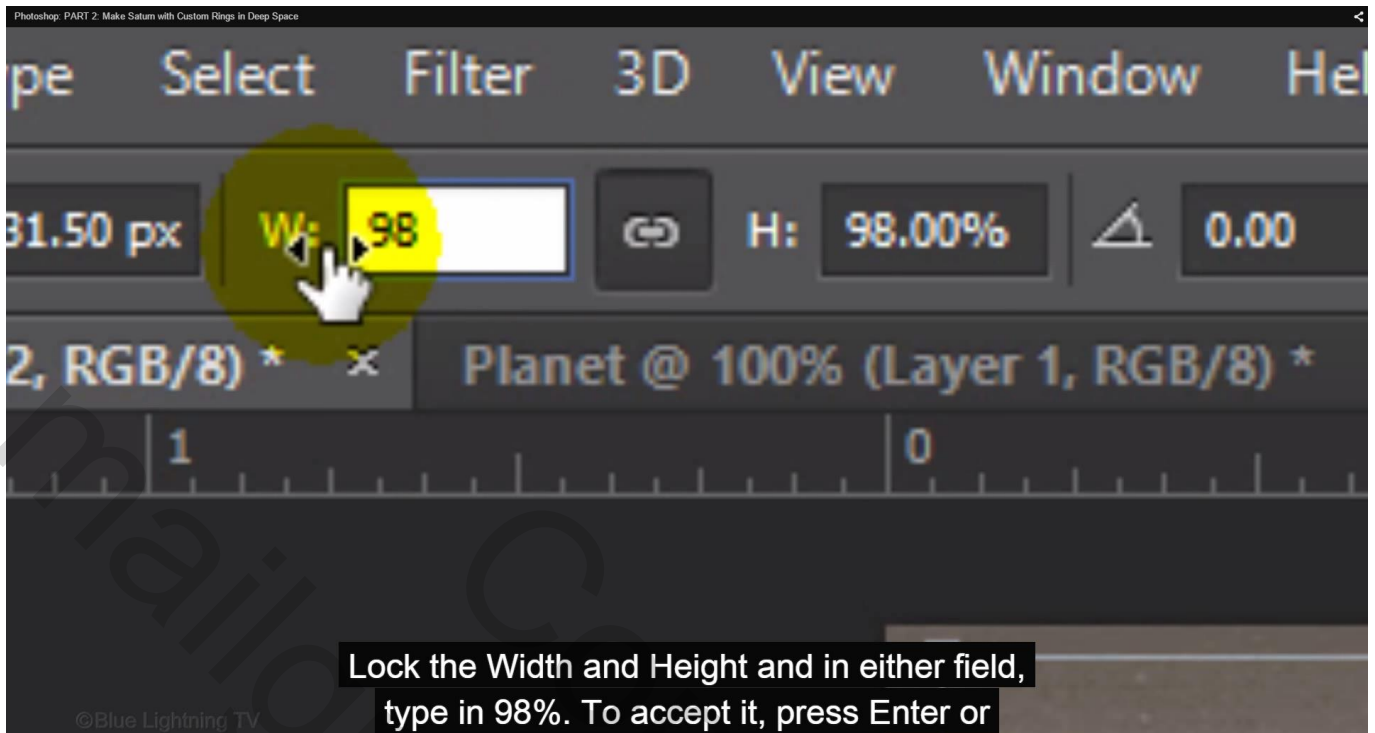 Photoshop: PART 2: Make Saturn with Custom Rings in Deep Space
pe Select Filter 3D View Window Hel
31.50 px W: 98 H: 98.00% 0.00
2, RGB/8) * × Planet @ 100% (Layer 1, RGB/8) *
1 0
Lock the Width and Height and in either field,
type in 98%. To accept it, press Enter or
©Blue Lightning TV